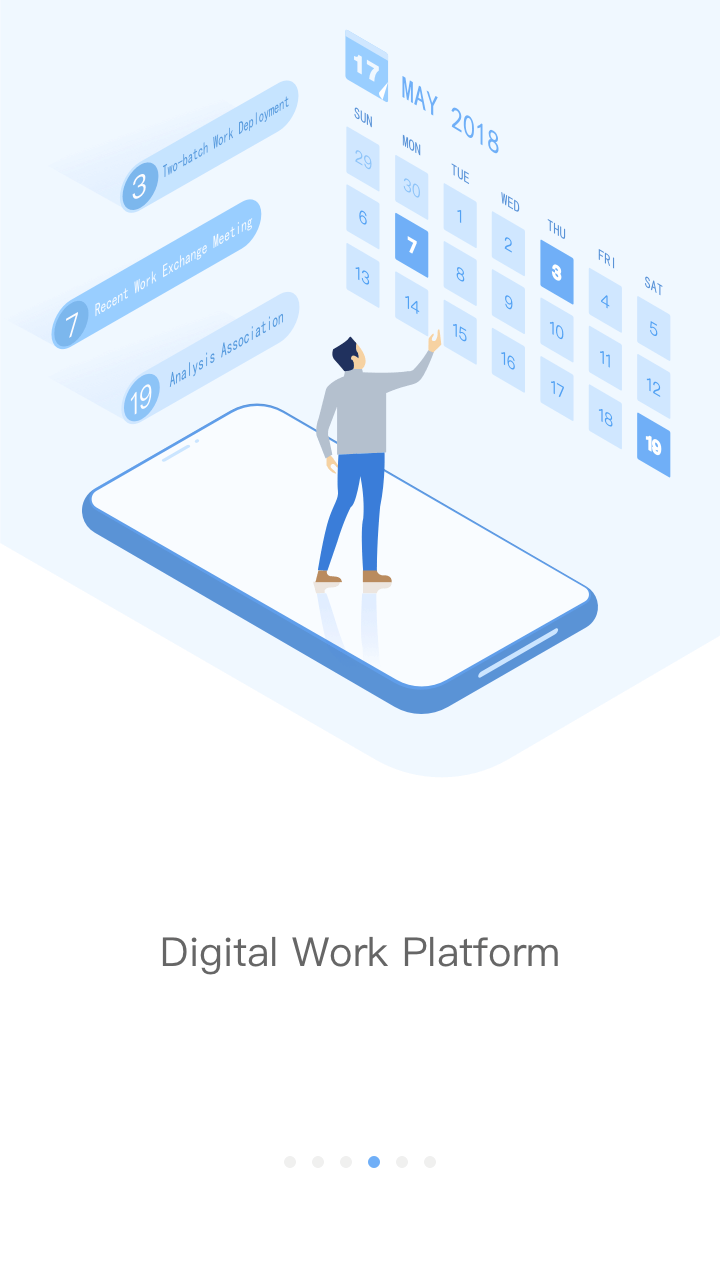 17
MAY 2018
SUN MON TUE WED THU FRI SAT
29 30 1 2 3 4 5
6 7 8 9 10 11 12
13 14 15 16 17 18 19
3 Two-batch Work Deployment
7 Recent Work Exchange Meeting
19 Analysis Association
Digital Work Platform